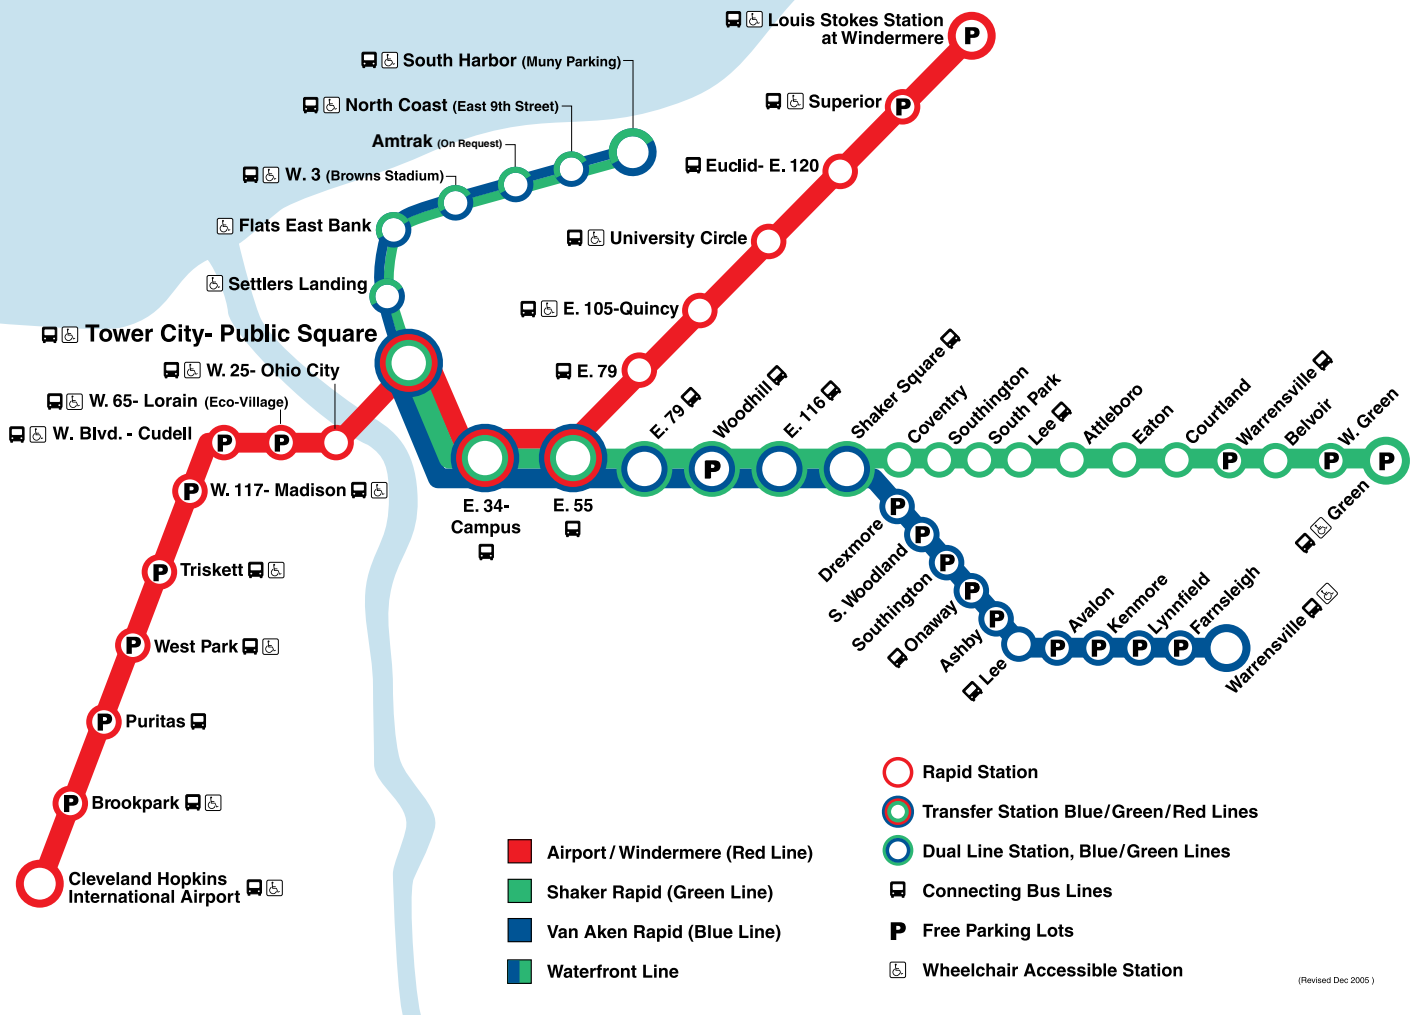 Louis Stokes Station
at Windermere
South Harbor (Muny Parking)
North Coast (East 9th Street)
Superior
Amtrak (On Request)
Euclid- E. 120
W. 3 (Browns Stadium)
Flats East Bank
University Circle
Settlers Landing
E. 105-Quincy
Tower City- Public Square
W. 25- Ohio City
E. 79
W. 65- Lorain (Eco-Village)
W. Blvd. - Cudell
P
P
P
P
E. 79
Woodhill
E. 116
Shaker Square
Coventry
Southington
South Park
Lee
Attleboro
Eaton
Courtland
Warrensville
Belvoir
W. Green
Green
P
P
P
P
W. 117- Madison
P
E. 34-
Campus
E. 55
Drexmore
S. Woodland
Southington
Onaway
Ashby
Lee
Avalon
Kenmore
Lynnfield
Farnsleigh
Warrensville
P
P
P
P
P
P
P
P
P
Triskett
P
West Park
P
Puritas
P
Brookpark
P
Cleveland Hopkins
International Airport
Rapid Station
Transfer Station Blue/Green/Red Lines
Dual Line Station, Blue/Green Lines
Connecting Bus Lines
P Free Parking Lots
Wheelchair Accessible Station
Airport/Windermere (Red Line)
Shaker Rapid (Green Line)
Van Aken Rapid (Blue Line)
Waterfront Line
(Revised Dec 2005 )